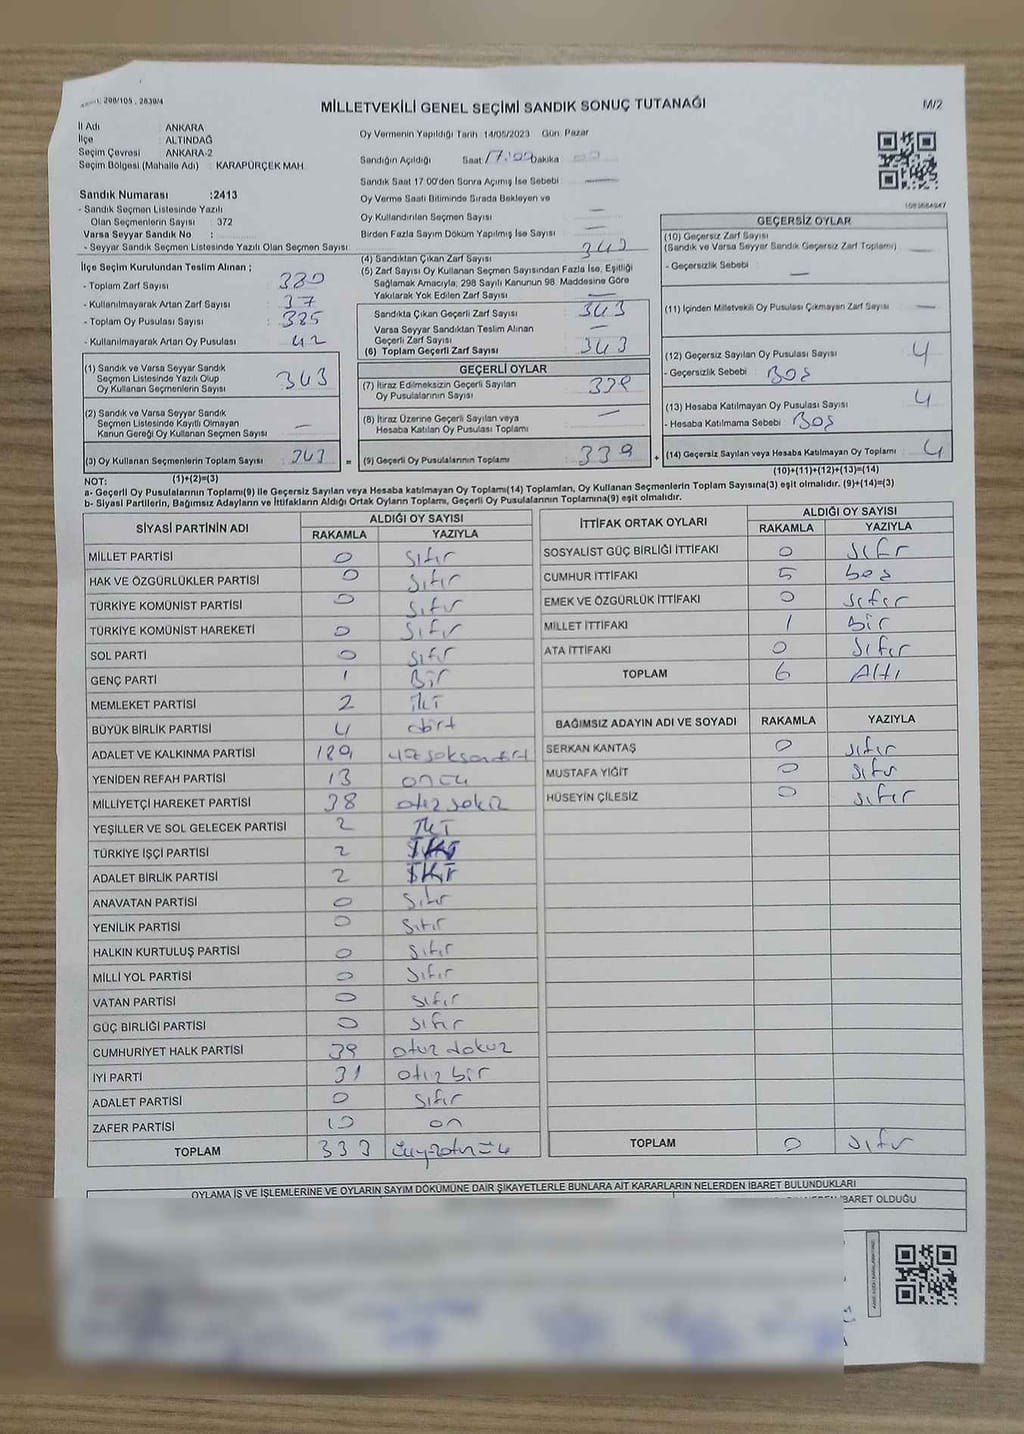 298/105 , 2839/4
MİLLETVEKİLİ GENEL SEÇİMİ SANDIK SONUÇ TUTANAĞI
M/2
İl Adı : ANKARA
İlçe : ALTINDAĞ
Seçim Çevresi : ANKARA-2
Seçim Bölgesi (Mahalle Adı) : KARAPÜRÇEK MAH.
Sandık Numarası :2413
- Sandık Seçmen Listesinde Yazılı
Olan Seçmenlerin Sayısı : 372
Varsa Seyyar Sandık No :
- Seyyar Sandık Seçmen Listesinde Yazılı Olan Seçmen Sayısı:
Oy Vermenin Yapıldığı Tarih 14/05/2023 Gün: Pazar
Sandığın Açıldığı Saat 17:00 Dakika
Sandık Saat 17:00'den Sonra Açımış İse Sebebi : —
Oy Verme Saati Bitiminde Sırada Bekleyen ve
Oy Kullandırılan Seçmen Sayısı : —
Birden Fazla Sayım Döküm Yapılmış İse Sayısı : —
İlçe Seçim Kurulundan Teslim Alınan ;
- Toplam Zarf Sayısı : 380
- Kullanılmayarak Artan Zarf Sayısı : 37
- Toplam Oy Pusulası Sayısı : 385
- Kullanılmayarak Artan Oy Pusulası : 42
(1) Sandık ve Varsa Seyyar Sandık
Seçmen Listesinde Yazılı Olup
Oy Kullanan Seçmenlerin Sayısı : 343
(2) Sandık ve Varsa Seyyar Sandık
Seçmen Listesinde Kayıtlı Olmayan
Kanun Gereği Oy Kullanan Seçmen Sayısı : —
(3) Oy Kullanan Seçmenlerin Toplam Sayısı : 343
(4) Sandıktan Çıkan Zarf Sayısı : 343
(5) Zarf Sayısı Oy Kullanan Seçmen Sayısından Fazla İse, Eşitliği
Sağlamak Amacıyla; 298 Sayılı Kanunun 98. Maddesine Göre
Yakılarak Yok Edilen Zarf Sayısı : —
Sandıkta Çıkan Geçerli Zarf Sayısı : 343
Varsa Seyyar Sandıktan Teslim Alınan
Geçerli Zarf Sayısı : —
(6) Toplam Geçerli Zarf Sayısı : 343
GEÇERLİ OYLAR
(7) İtiraz Edilmeksizin Geçerli Sayılan
Oy Pusulalarının Sayısı : 339
(8) İtiraz Üzerine Geçerli Sayılan veya
Hesaba Katılan Oy Pusulası Toplamı : —
= (9) Geçerli Oy Pusulalarının Toplamı : 339
GEÇERSİZ OYLAR
(10) Geçersiz Zarf Sayısı
(Sandık ve Varsa Seyyar Sandık Geçersiz Zarf Toplamı) : —
- Geçersizlik Sebebi : —
(11) İçinden Milletvekili Oy Pusulası Çıkmayan Zarf Sayısı : —
(12) Geçersiz Sayılan Oy Pusulası Sayısı : 4
- Geçersizlik Sebebi : Boş
(13) Hesaba Katılmayan Oy Pusulası Sayısı : 4
- Hesaba Katılmama Sebebi : Boş
+ (14) Geçersiz Sayılan veya Hesaba Katılmayan Oy Toplamı : 4
NOT: (1)+(2)=(3)
(10)+(11)+(12)+(13)=(14)
a- Geçerli Oy Pusulalarının Toplamı(9) ile Geçersiz Sayılan veya Hesaba katılmayan Oy Toplamı(14) Toplamları, Oy Kullanan Seçmenlerin Toplam Sayısına(3) eşit olmalıdır. (9)+(14)=(3)
b- Siyasi Partilerin, Bağımsız Adayların ve İttifakların Aldığı Ortak Oyların Toplamı, Geçerli Oy Pusulalarının Toplamına(9) eşit olmalıdır.
SİYASİ PARTİNİN ADI ALDIĞI OY SAYISI
RAKAMLA YAZIYLA
MİLLET PARTİSİ 0 sıfır
HAK VE ÖZGÜRLÜKLER PARTİSİ 0 sıfır
TÜRKİYE KOMÜNİST PARTİSİ 0 sıfır
TÜRKİYE KOMÜNİST HAREKETİ 0 sıfır
SOL PARTİ 0 sıfır
GENÇ PARTİ 1 Bir
MEMLEKET PARTİSİ 2 iki
BÜYÜK BİRLİK PARTİSİ 4 dört
ADALET VE KALKINMA PARTİSİ 189
YENİDEN REFAH PARTİSİ 13 onüç
MİLLİYETÇİ HAREKET PARTİSİ 38 otuz sekiz
YEŞİLLER VE SOL GELECEK PARTİSİ 2 İki
TÜRKİYE İŞÇİ PARTİSİ 2 İki
ADALET BİRLİK PARTİSİ 2 İki
ANAVATAN PARTİSİ 0 sıfır
YENİLİK PARTİSİ 0 sıfır
HALKIN KURTULUŞ PARTİSİ 0 sıfır
MİLLİ YOL PARTİSİ 0 sıfır
VATAN PARTİSİ 0 sıfır
GÜÇ BİRLİĞİ PARTİSİ 0 sıfır
CUMHURİYET HALK PARTİSİ 39 otuz dokuz
İYİ PARTİ 31 otuz bir
ADALET PARTİSİ 0 sıfır
ZAFER PARTİSİ 10 on
TOPLAM 333
İTTİFAK ORTAK OYLARI ALDIĞI OY SAYISI
RAKAMLA YAZIYLA
SOSYALİST GÜÇ BİRLİĞİ İTTİFAKI 0 sıfır
CUMHUR İTTİFAKI 5 beş
EMEK VE ÖZGÜRLÜK İTTİFAKI 0 sıfır
MİLLET İTTİFAKI 1 Bir
ATA İTTİFAKI 0 sıfır
TOPLAM 6 Altı
BAĞIMSIZ ADAYIN ADI VE SOYADI RAKAMLA YAZIYLA
SERKAN KANTAŞ 0 sıfır
MUSTAFA YİĞİT 0 sıfır
HÜSEYİN ÇİLESİZ 0 sıfır
TOPLAM 0 sıfır
OYLAMA İŞ VE İŞLEMLERİNE VE OYLARIN SAYIM DÖKÜMÜNE DAİR ŞİKAYETLERLE BUNLARA AİT KARARLARIN NELERDEN İBARET BULUNDUKLARI
İBARET OLDUĞU